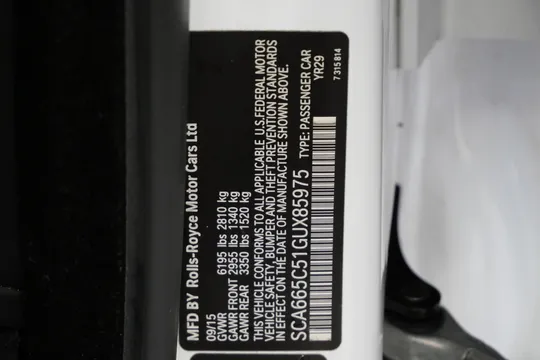 MFD BY Rolls-Royce Motor Cars Ltd
09/15
GVWR 6195 lbs 2810 kg
GAWR FRONT 2955 lbs 1340 kg
GAWR REAR 3350 lbs 1520 kg
THIS VEHICLE CONFORMS TO ALL APPLICABLE U.S.FEDERAL MOTOR
VEHICLE SAFETY, BUMPER AND THEFT PREVENTION STANDARDS
IN EFFECT ON THE DATE OF MANUFACTURE SHOWN ABOVE.
SCA665C51GUX85975 TYPE: PASSENGER CAR
YR29
7315814